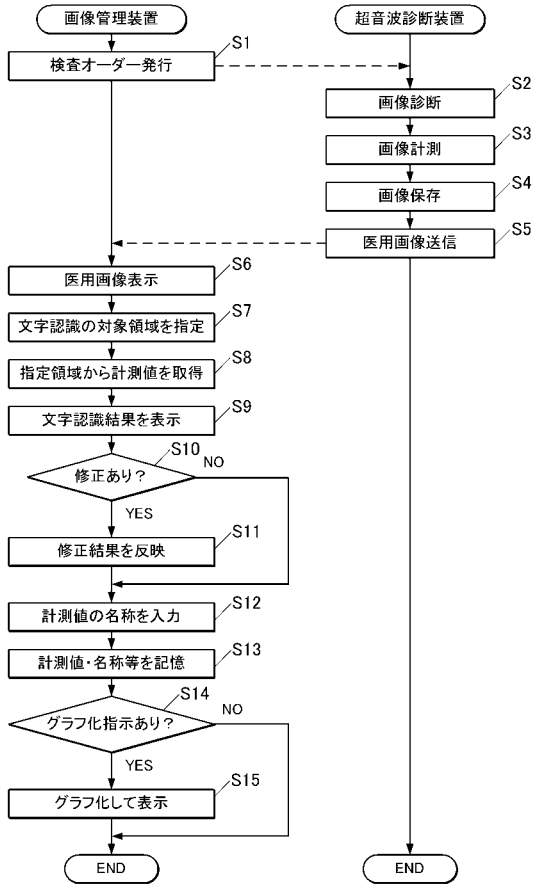 画像管理装置
超音波診断装置
S1
検査オーダー発行
S2
画像診断
S3
画像計測
S4
画像保存
S5
医用画像送信
S6
医用画像表示
S7
文字認識の対象領域を指定
S8
指定領域から計測値を取得
S9
文字認識結果を表示
S10
修正あり?
NO
YES
S11
修正結果を反映
S12
計測値の名称を入力
S13
計測値・名称等を記憶
S14
グラフ化指示あり?
NO
YES
S15
グラフ化して表示
END
END